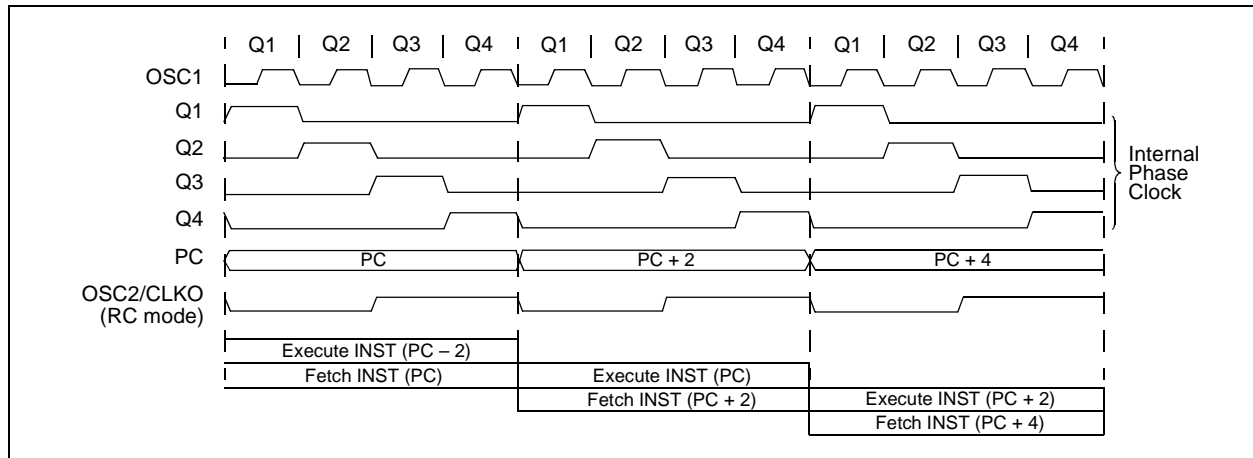 Q1 Q2 Q3 Q4 Q1 Q2 Q3 Q4 Q1 Q2 Q3 Q4
OSC1
Q1
Q2
Q3
Q4
Internal
Phase
Clock
PC PC PC + 2 PC + 4
OSC2/CLKO
(RC mode)
Execute INST (PC – 2)
Fetch INST (PC) Execute INST (PC)
Fetch INST (PC + 2) Execute INST (PC + 2)
Fetch INST (PC + 4)